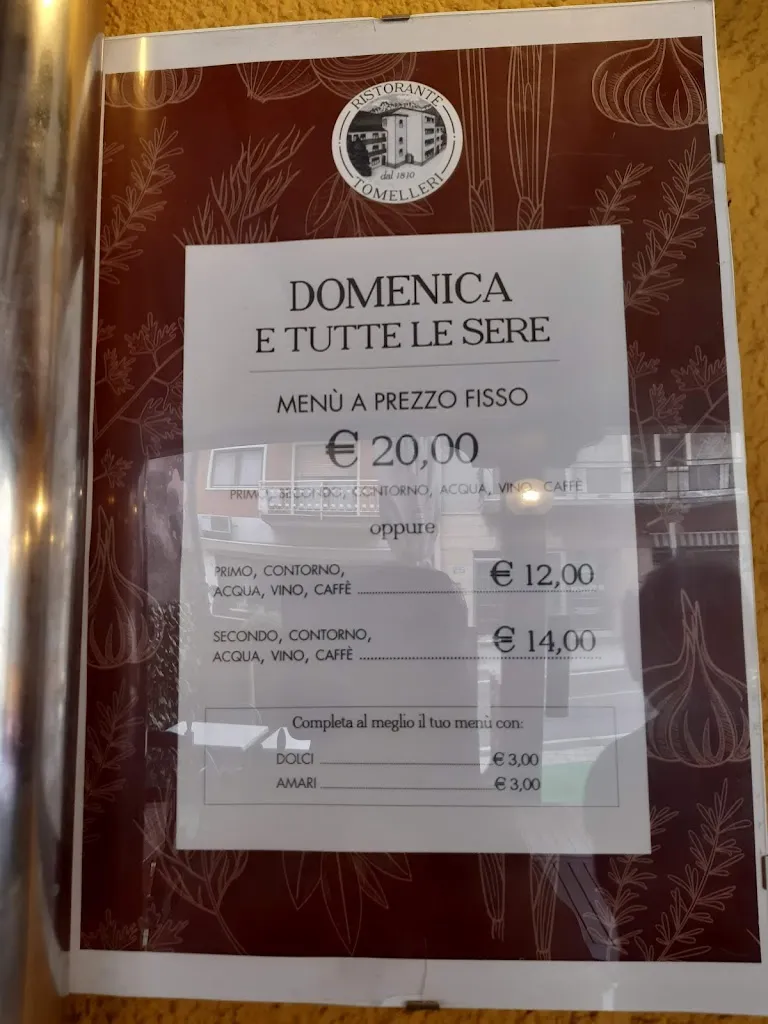 RISTORANTE
dal 1810
TOMELLERI
DOMENICA
E TUTTE LE SERE
MENÙ A PREZZO FISSO
€ 20,00
PRIMO, SECONDO, CONTORNO, ACQUA, VINO, CAFFÈ
oppure
PRIMO, CONTORNO,
ACQUA, VINO, CAFFÈ € 12,00
SECONDO, CONTORNO,
ACQUA, VINO, CAFFÈ € 14,00
Completa al meglio il tuo menù con:
DOLCI € 3,00
AMARI € 3,00